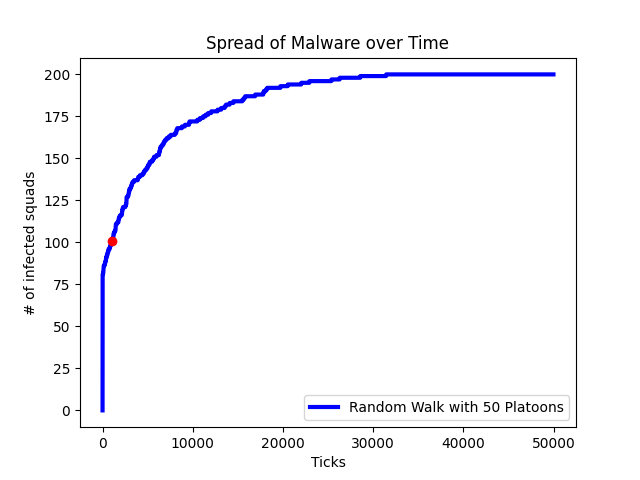 Spread of Malware over Time
# of infected squads
200
175
150
125
100
75
50
25
0
Random Walk with 50 Platoons
0 10000 20000 30000 40000 50000
Ticks